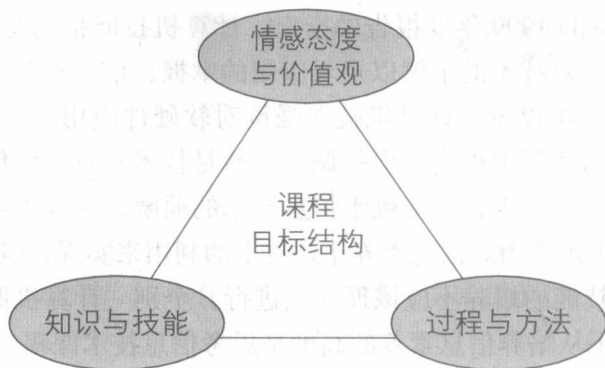 情感态度
与价值观
课程
目标结构
知识与技能
过程与方法